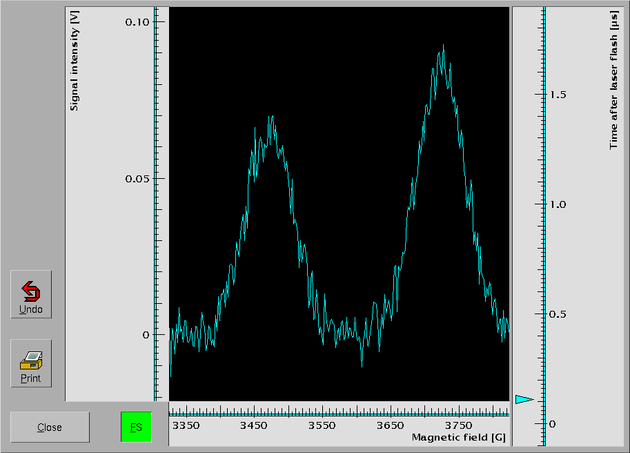 Signal intensity [V]
0.10
0.05
0
Time after laser flash [µs]
1.5
1.0
0.5
0
Undo
Print
Close
FS
3350
3450
3550
3650
3750
Magnetic field [G]